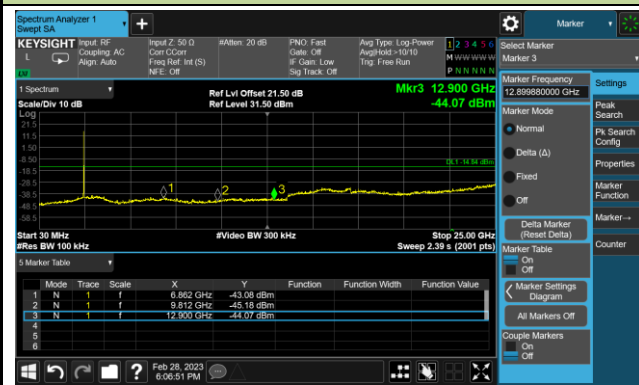 Spectrum Analyzer 1
Swept SA
+
Marker
KEYSIGHT
L
Input: RF
Coupling: AC
Align: Auto
Input Z: 50 Ω
Corr CCorr
Freq Ref: Int (S)
NFE: Off
#Atten: 20 dB
PNO: Fast
Gate: Off
IF Gain: Low
Sig Track: Off
Avg Type: Log-Power
Avg|Hold:>10/10
Trig: Free Run
1 2 3 4 5 6
M W W W W W
P N N N N N
Select Marker
Marker 3
1 Spectrum
Scale/Div 10 dB
Log
Ref Lvl Offset 21.50 dB
Ref Level 31.50 dBm
Mkr3 12.900 GHz
-44.07 dBm
21.5
11.5
1.50
-8.50
-18.5
-28.5
-38.5
-48.5
-58.5
1
2
3
Start 30 MHz
#Res BW 100 kHz
#Video BW 300 kHz
Stop 25.00 GHz
Sweep 2.39 s (2001 pts)
5 Marker Table
Mode Trace Scale X Y Function Function Width Function Value
1 N 1 f 6.862 GHz -43.08 dBm
2 N 1 f 9.812 GHz -45.18 dBm
3 N 1 f 12.900 GHz -44.07 dBm
4
5
6
Marker Frequency
12.899880000 GHz
Marker Mode
Normal
Delta (Δ)
Fixed
Off
Delta Marker
(Reset Delta)
Marker Table
On
Off
Marker Settings
Diagram
All Markers Off
Couple Markers
On
Off
Settings
Peak
Search
Pk Search
Config
Properties
Marker
Function
Marker→
Counter
?
Feb 28, 2023
6:06:51 PM